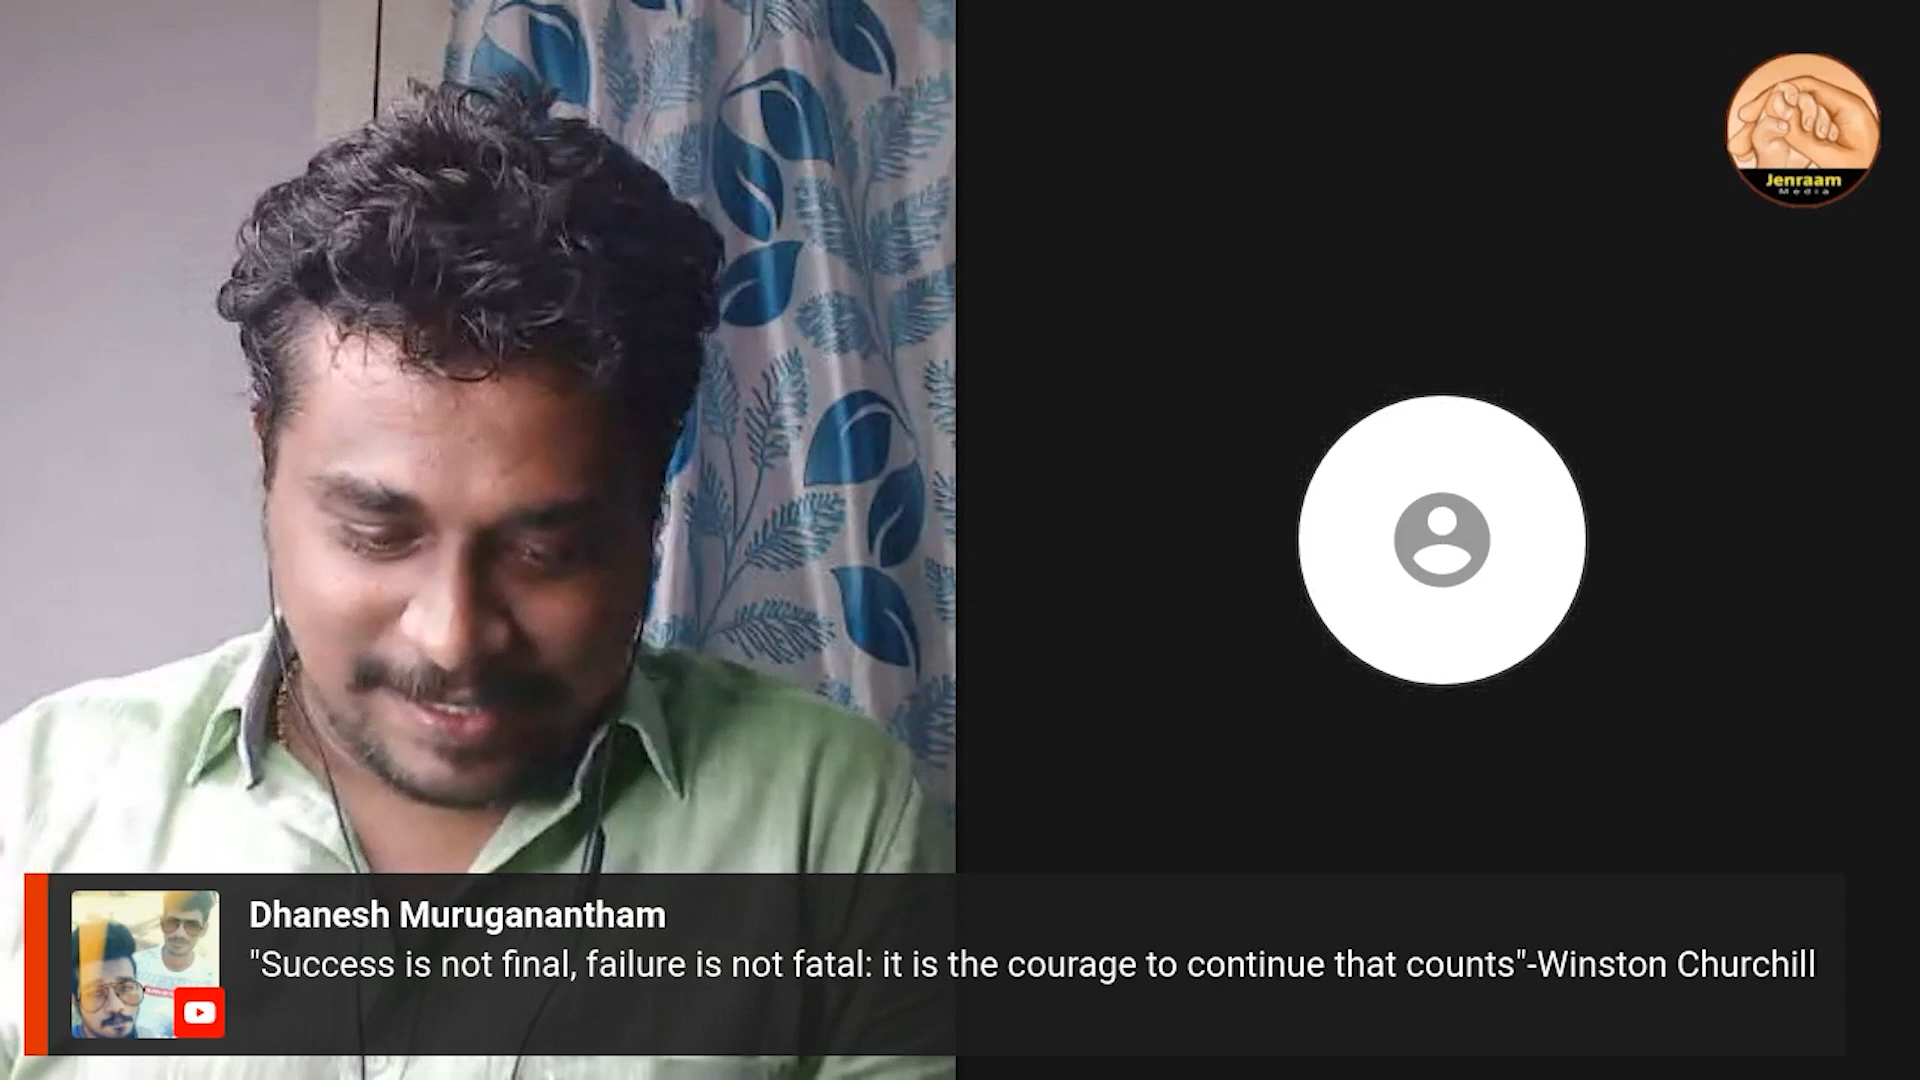 Jenraam
Media
Dhanesh Muruganantham
"Success is not final, failure is not fatal: it is the courage to continue that counts"-Winston Churchill